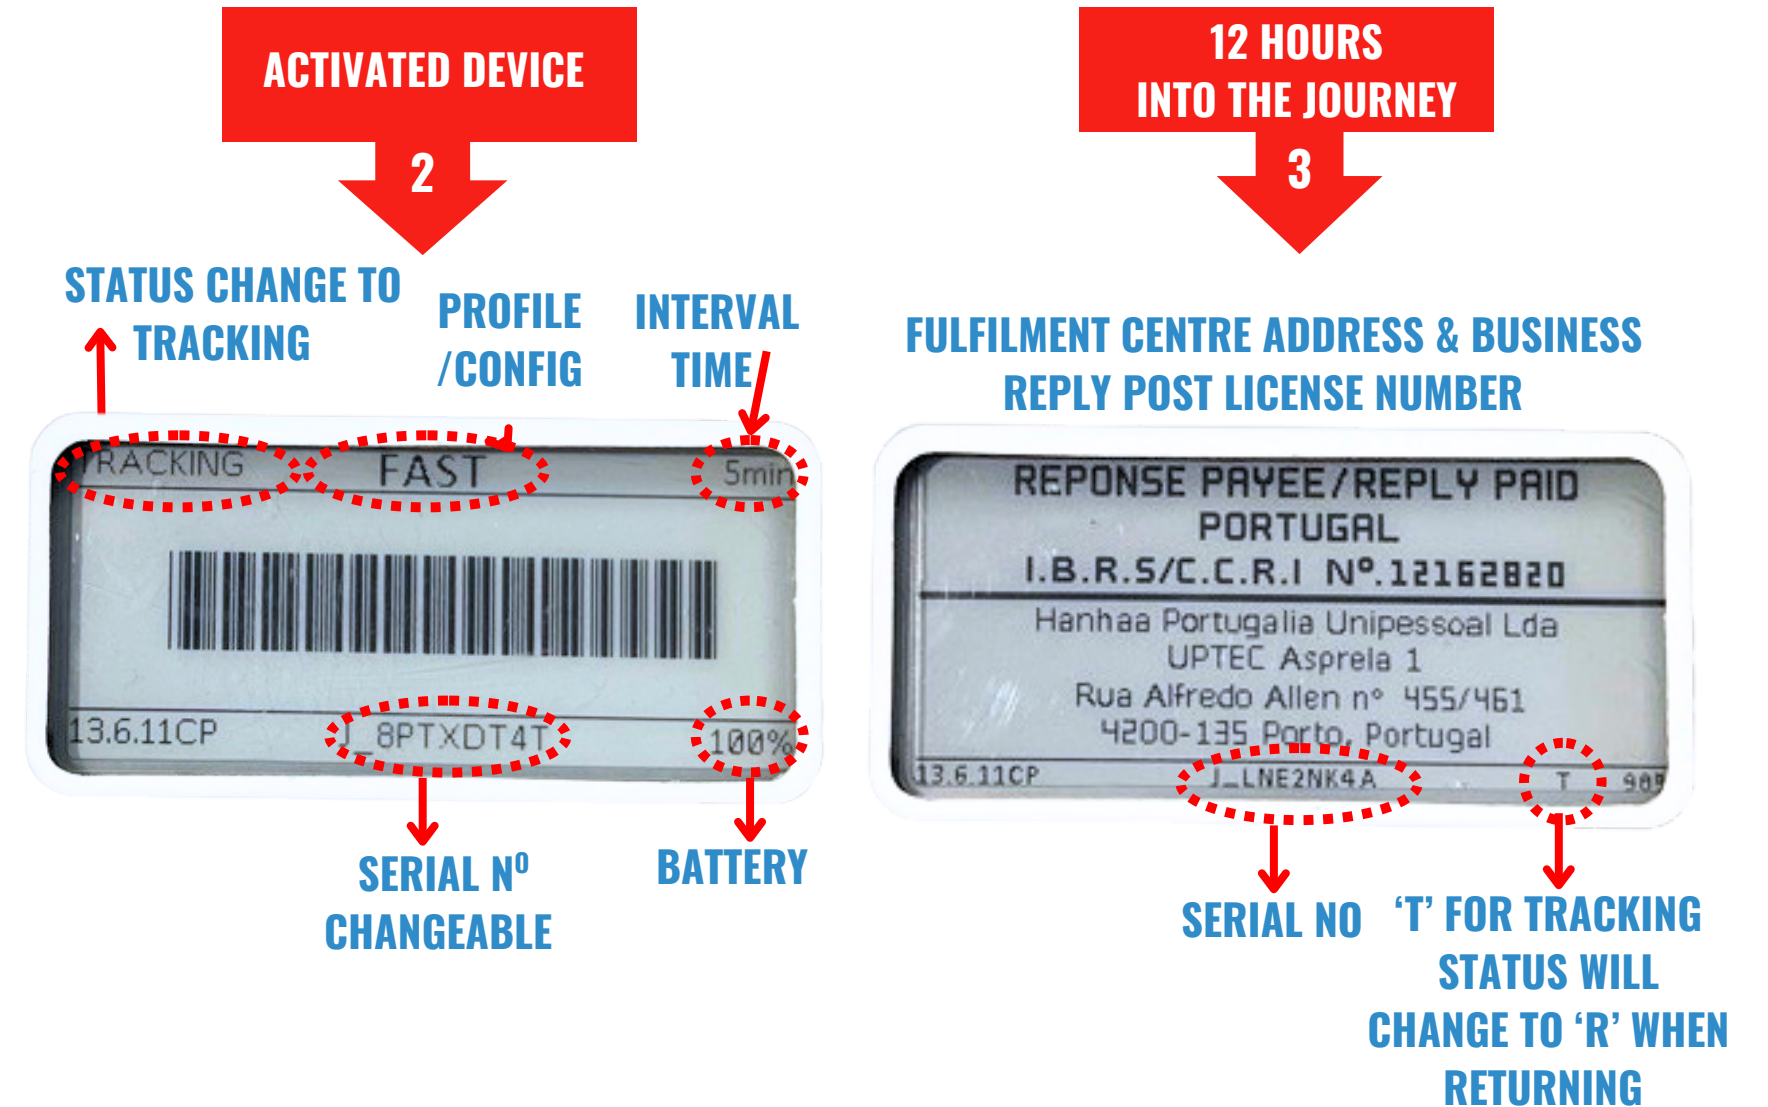 ACTIVATED DEVICE
2
STATUS CHANGE TO
TRACKING
PROFILE
/CONFIG
INTERVAL
TIME
TRACKING
FAST
5min
13.6.11CP
J_8PTXDT4T
100%
SERIAL Nº
CHANGEABLE
BATTERY
12 HOURS
INTO THE JOURNEY
3
FULFILMENT CENTRE ADDRESS & BUSINESS
REPLY POST LICENSE NUMBER
REPONSE PAYEE/REPLY PAID
PORTUGAL
I.B.R.S/C.C.R.I Nº.12162820
Hanhaa Portugalia Unipessoal Lda
UPTEC Asprela 1
Rua Alfredo Allen nº 455/461
4200-135 Porto, Portugal
13.6.11CP
J_LNE2NK4A
T
SERIAL NO
‘T’ FOR TRACKING
STATUS WILL
CHANGE TO ‘R’ WHEN
RETURNING